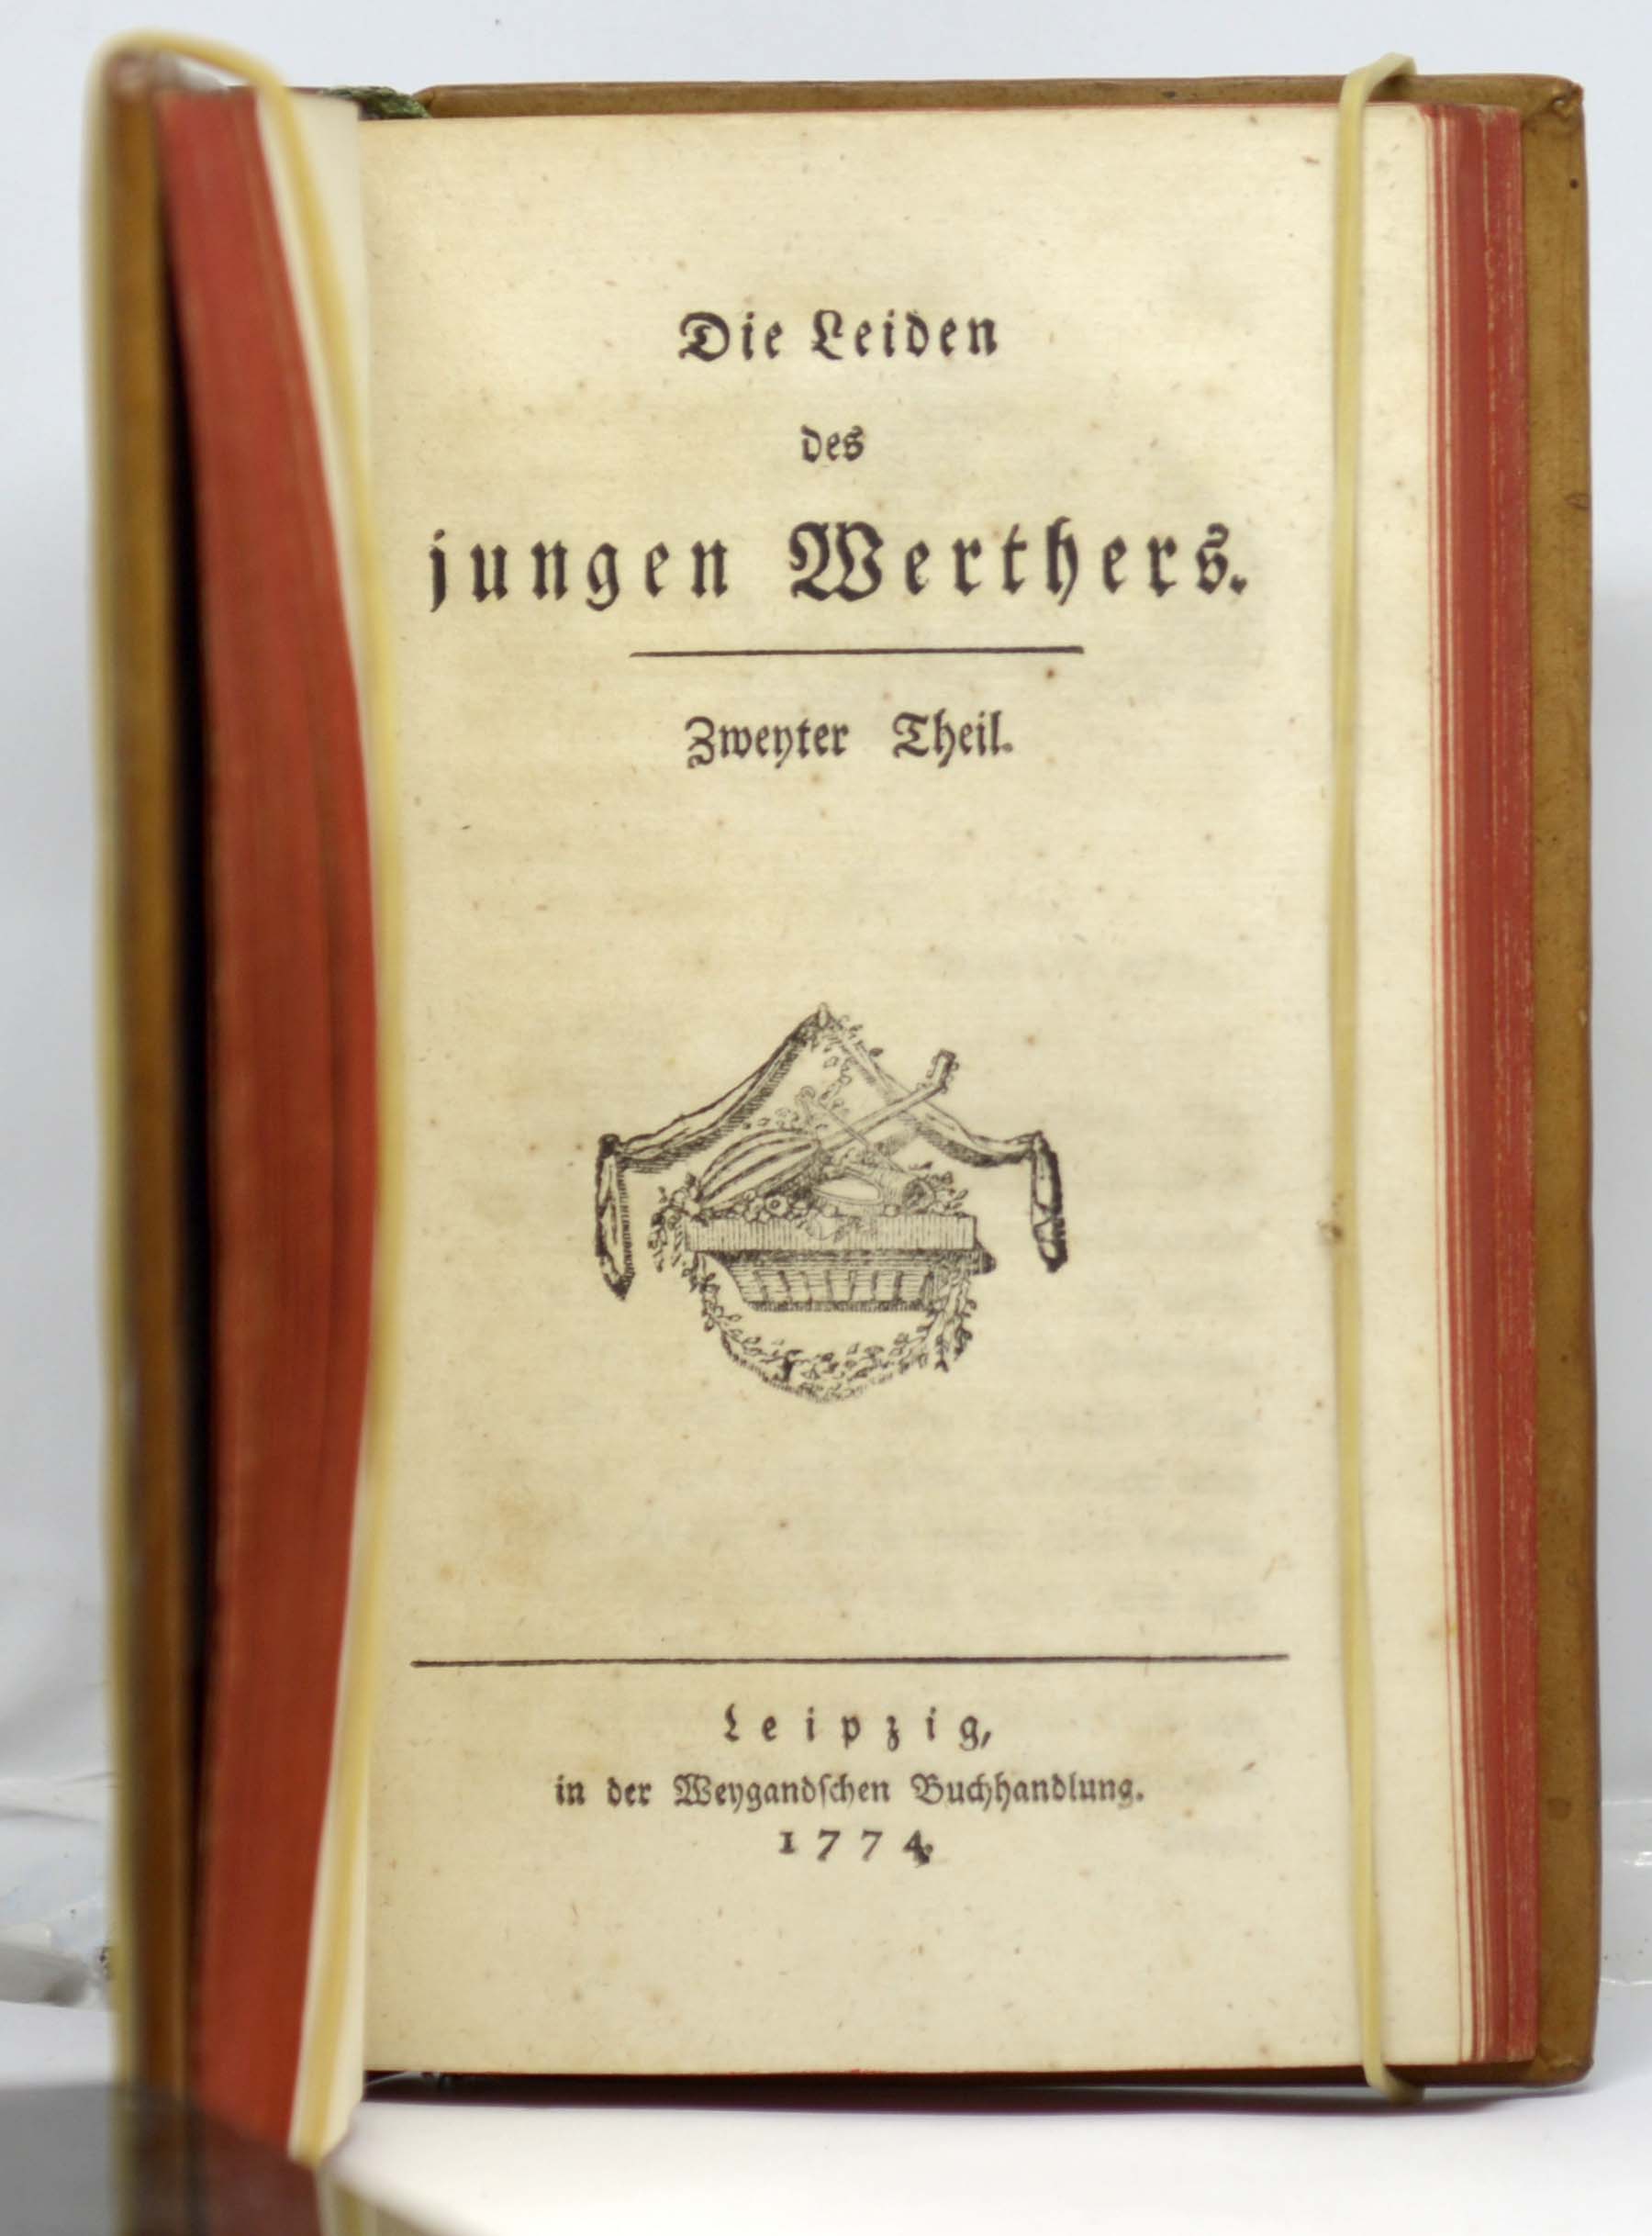 Die Leiden
des
jungen Werthers.
Zweyter Theil.
Leipzig,
in der Weygandſchen Buchhandlung.
1774.